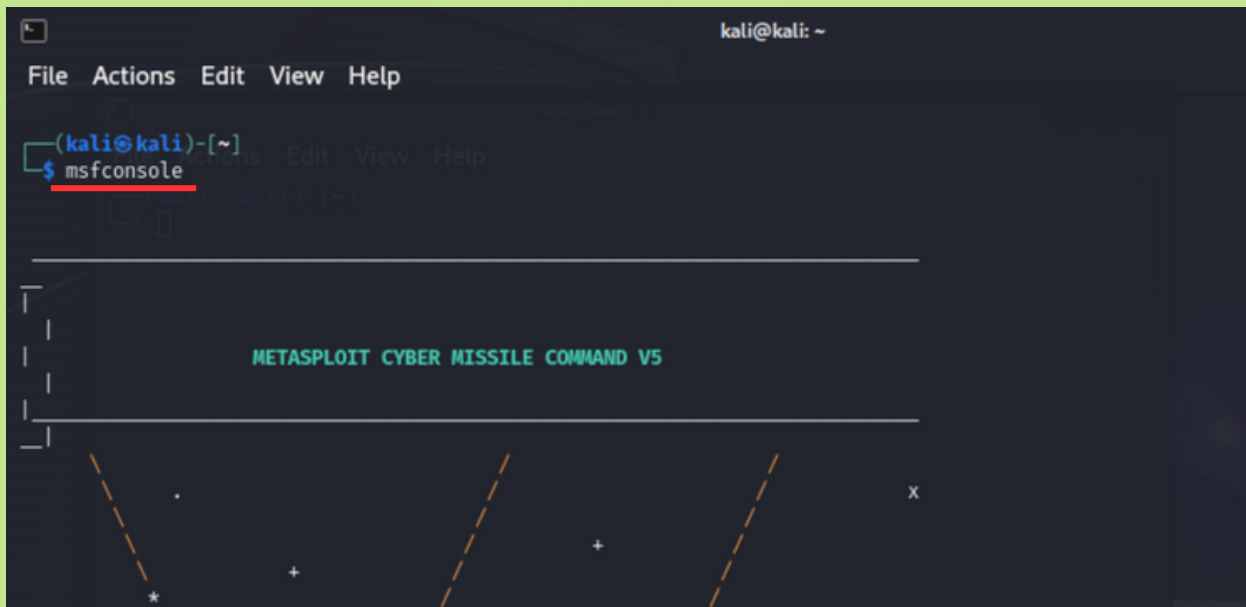 kali@kali: ~
File Actions Edit View Help
(kali㉿kali)-[~]
$ msfconsole
METASPLOIT CYBER MISSILE COMMAND V5